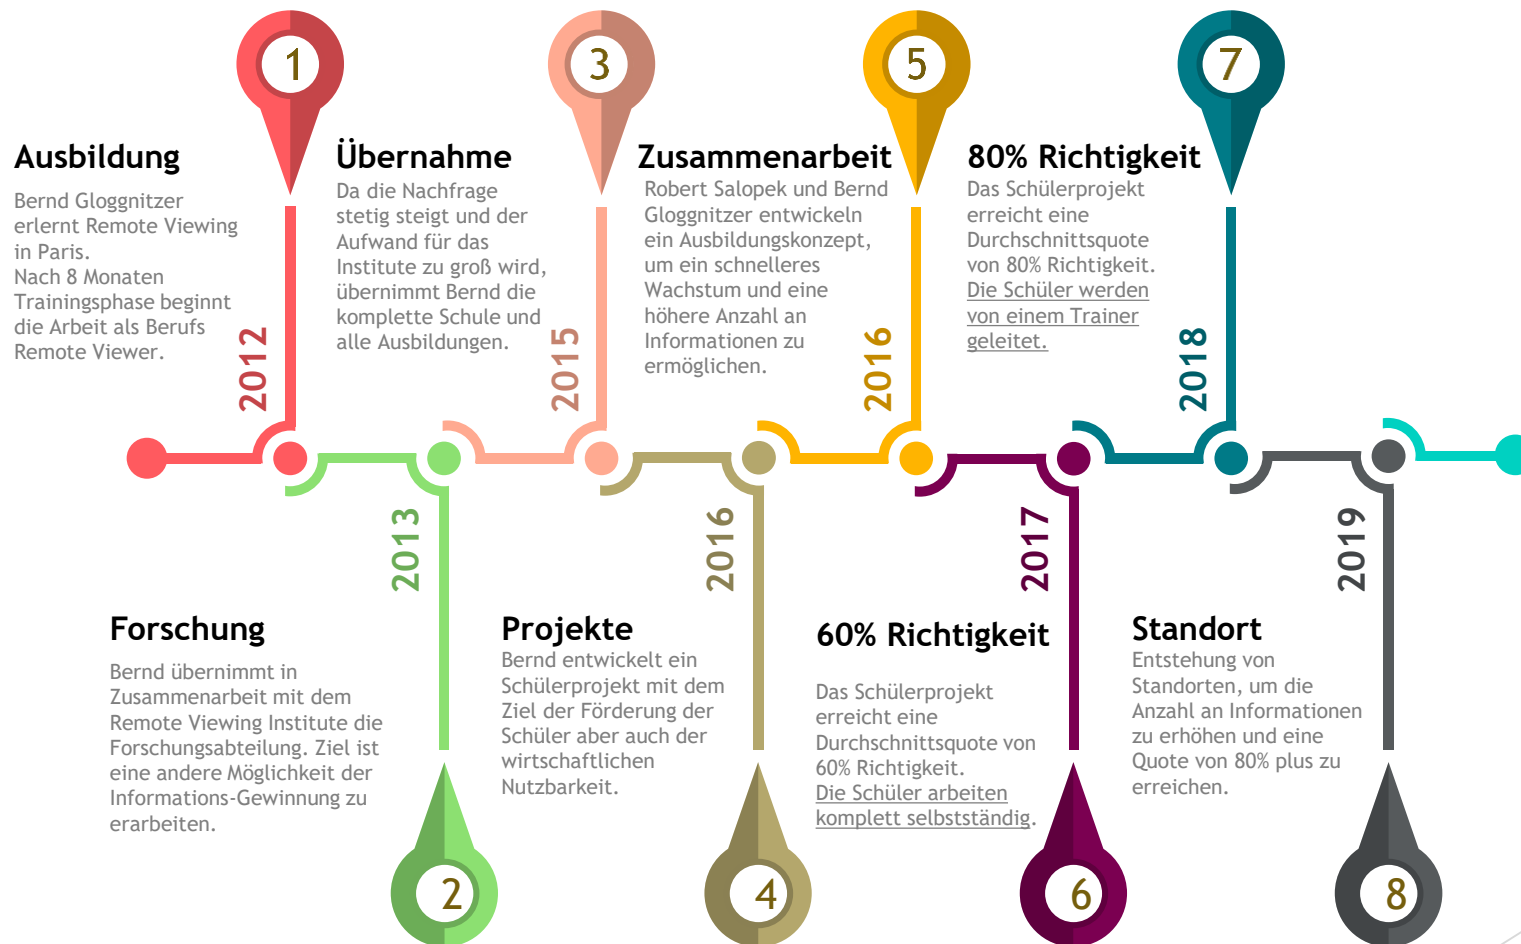 1
Ausbildung
Bernd Gloggnitzer
erlernt Remote Viewing
in Paris.
Nach 8 Monaten
Trainingsphase beginnt
die Arbeit als Berufs
Remote Viewer.
2012
2
Forschung
Bernd übernimmt in
Zusammenarbeit mit dem
Remote Viewing Institute die
Forschungsabteilung. Ziel ist
eine andere Möglichkeit der
Informations-Gewinnung zu
erarbeiten.
2013
3
Übernahme
Da die Nachfrage
stetig steigt und der
Aufwand für das
Institute zu groß wird,
übernimmt Bernd die
komplette Schule und
alle Ausbildungen.
2015
4
Projekte
Bernd entwickelt ein
Schülerprojekt mit dem
Ziel der Förderung der
Schüler aber auch der
wirtschaftlichen
Nutzbarkeit.
2016
5
Zusammenarbeit
Robert Salopek und Bernd
Gloggnitzer entwickeln
ein Ausbildungskonzept,
um ein schnelleres
Wachstum und eine
höhere Anzahl an
Informationen zu
ermöglichen.
2016
6
60% Richtigkeit
Das Schülerprojekt
erreicht eine
Durchschnittsquote von
60% Richtigkeit.
Die Schüler arbeiten
komplett selbstständig.
2017
7
80% Richtigkeit
Das Schülerprojekt
erreicht eine
Durchschnittsquote
von 80% Richtigkeit.
Die Schüler werden
von einem Trainer
geleitet.
2018
8
Standort
Entstehung von
Standorten, um die
Anzahl an Informationen
zu erhöhen und eine
Quote von 80% plus zu
erreichen.
2019